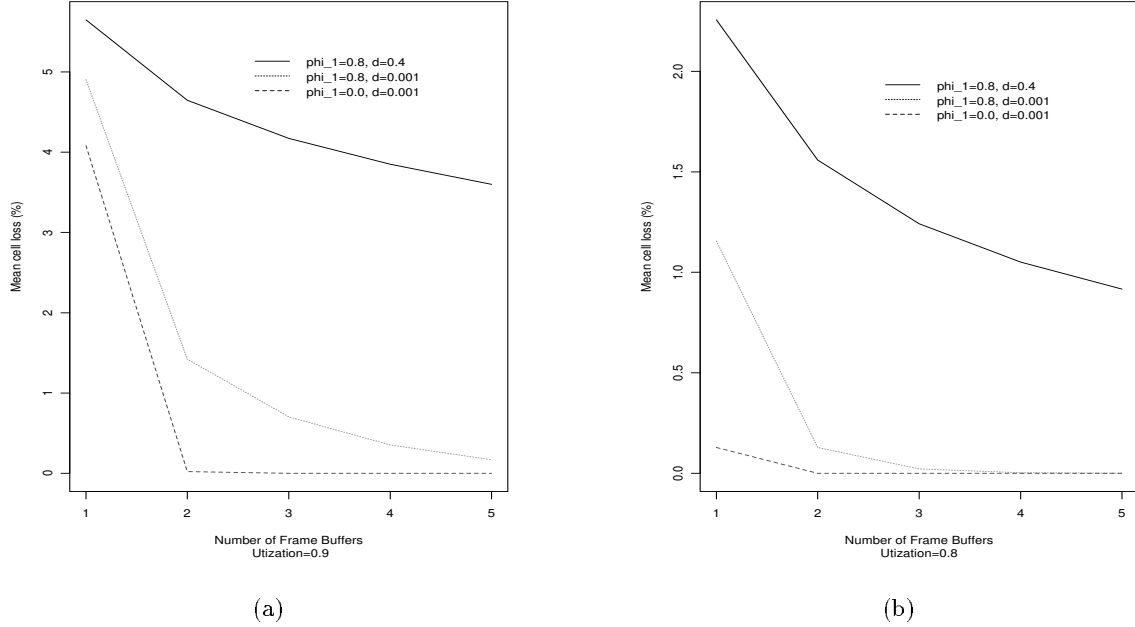 phi_1=0.8, d=0.4
phi_1=0.8, d=0.001
phi_1=0.0, d=0.001
Mean cell loss (%)
5
4
3
2
1
0
1 2 3 4 5
Number of Frame Buffers
Utization=0.9
(a)
phi_1=0.8, d=0.4
phi_1=0.8, d=0.001
phi_1=0.0, d=0.001
Mean cell loss (%)
2.0
1.5
1.0
0.5
0.0
1 2 3 4 5
Number of Frame Buffers
Utization=0.8
(b)